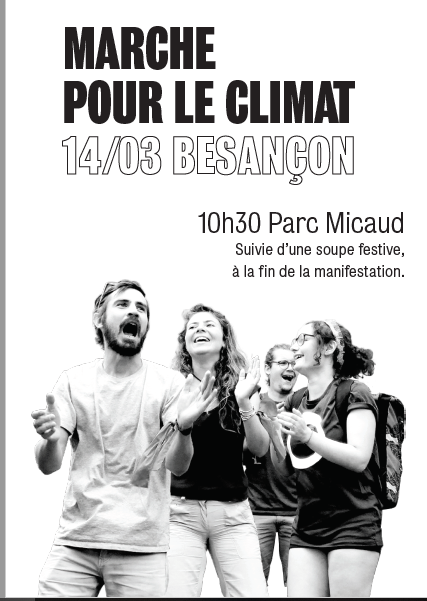 MARCHE
POUR LE CLIMAT
14/03 BESANÇON
10h30 Parc Micaud
Suivie d'une soupe festive,
à la fin de la manifestation.